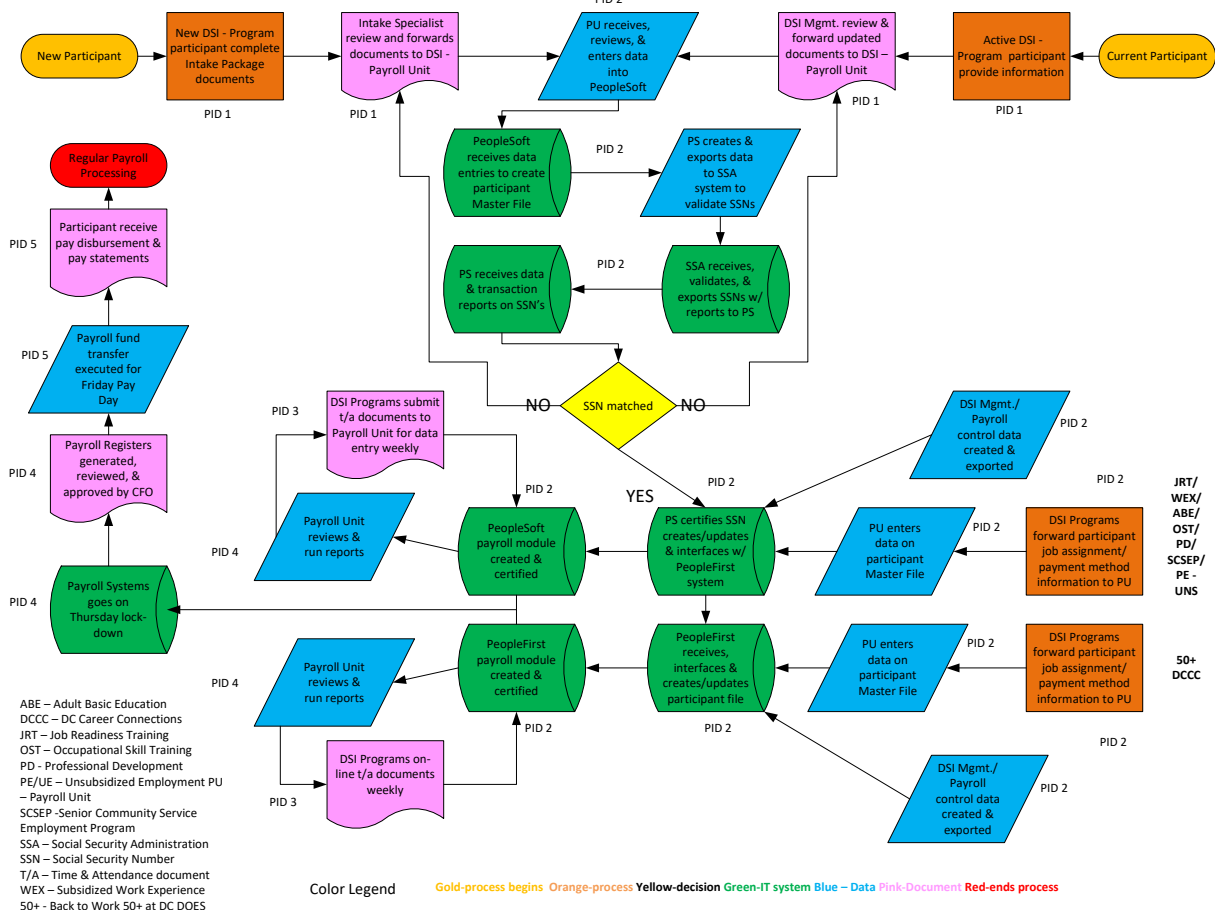 PID 2
New Participant
New DSI - Program
participant complete
Intake Package
documents
PID 1
Intake Specialist
review and forwards
documents to DSI -
Payroll Unit
PID 1
PU receives,
reviews, &
enters data
into
PeopleSoft
DSI Mgmt. review &
forward updated
documents to DSI –
Payroll Unit
PID 1
Active DSI -
Program participant
provide information
PID 1
Current Participant
PeopleSoft
receives data
entries to create
participant
Master File
PID 2
PS creates &
exports data
to SSA
system to
validate SSNs
PS receives data
& transaction
reports on SSN's
PID 2
SSA receives,
validates, &
exports SSNs w/
reports to PS
NO
SSN matched
NO
YES
PID 2
Regular Payroll
Processing
PID 5
Participant receive
pay disbursement &
pay statements
PID 5
Payroll fund
transfer
executed for
Friday Pay
Day
PID 4
Payroll Registers
generated,
reviewed, &
approved by CFO
PID 4
Payroll Systems
goes on
Thursday lock-
down
PID 3
DSI Programs submit
t/a documents to
Payroll Unit for data
entry weekly
PID 2
PID 4
Payroll Unit
reviews & 
run reports
PeopleSoft
payroll module
created &
certified
PS certifies SSN
creates/updates
& interfaces w/
PeopleFirst
system
DSI Mgmt./
Payroll
control data
created &
exported
PID 2
PU enters
data on
participant
Master File
PID 2
PID 2
DSI Programs
forward participant
job assignment/
payment method
information to PU
JRT/
WEX/
ABE/
OST/
PD/
SCSEP/
PE -
UNS
PID 4
Payroll Unit
reviews &
run reports
PeopleFirst
payroll module
created &
certified
PID 2
PeopleFirst
receives,
interfaces &
creates/updates
participant file
PID 2
PU enters
data on
participant
Master File
PID 2
DSI Programs
forward participant
job assignment/
payment method
information to PU
PID 2
50+
DCCC
PID 3
DSI Programs on-
line t/a documents
weekly
DSI Mgmt./
Payroll
control data
created &
exported
PID 2
ABE – Adult Basic Education
DCCC – DC Career Connections
JRT – Job Readiness Training
OST – Occupational Skill Training
PD - Professional Development
PE/UE – Unsubsidized Employment PU
– Payroll Unit
SCSEP -Senior Community Service
Employment Program
SSA – Social Security Administration
SSN – Social Security Number
T/A – Time & Attendance document
WEX – Subsidized Work Experience
50+ - Back to Work 50+ at DC DOES
Color Legend
Gold-process begins Orange-process Yellow-decision Green-IT system Blue – Data Pink-Document Red-ends process